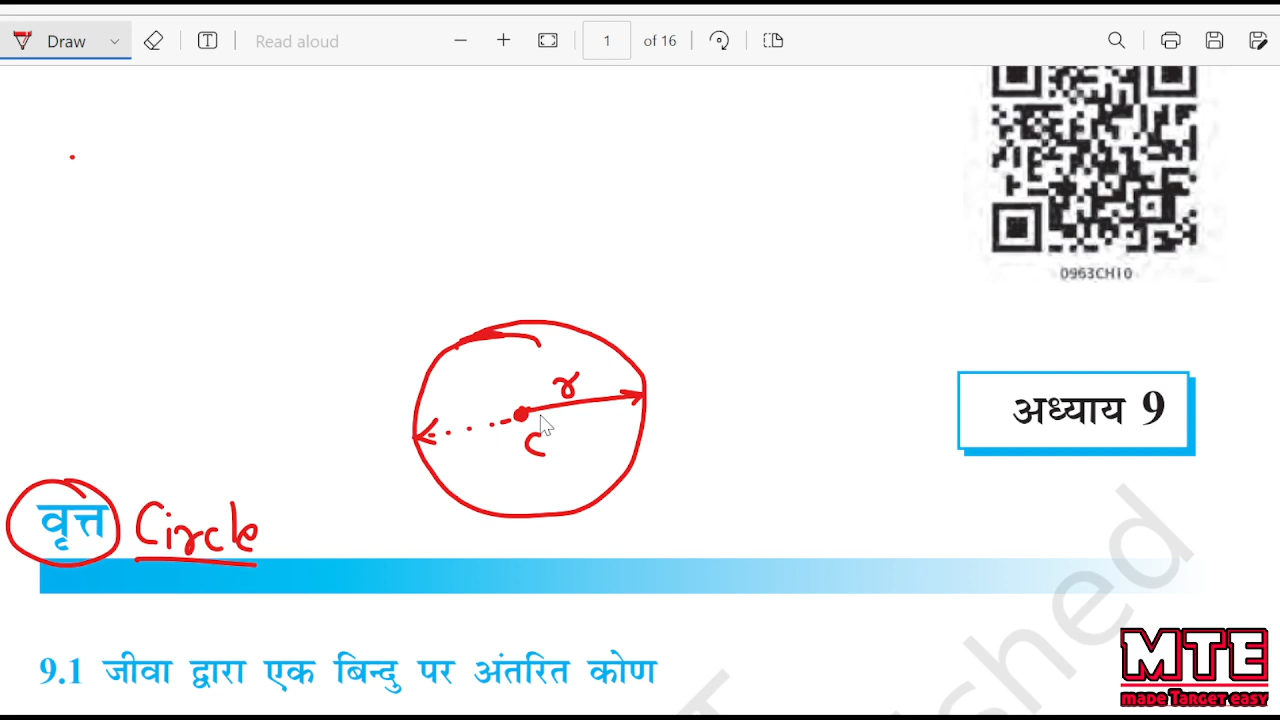 Draw
Read aloud
1 of 16
0963CH10
r
C
अध्याय 9
वृत्त Circle
9.1 जीवा द्वारा एक बिन्दु पर अंतरित कोण
MTE
made Target easy